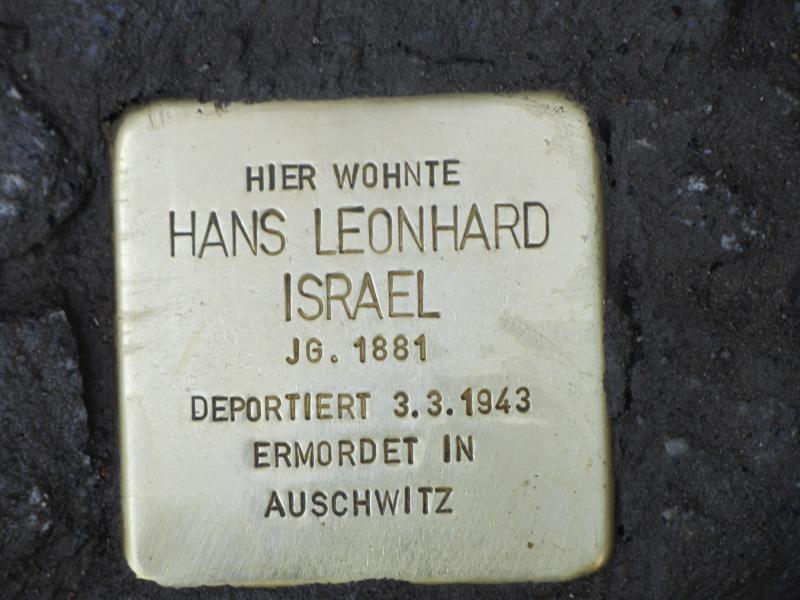 HIER WOHNTE
HANS LEONHARD
ISRAEL
JG. 1881
DEPORTIERT 3.3.1943
ERMORDET IN
AUSCHWITZ